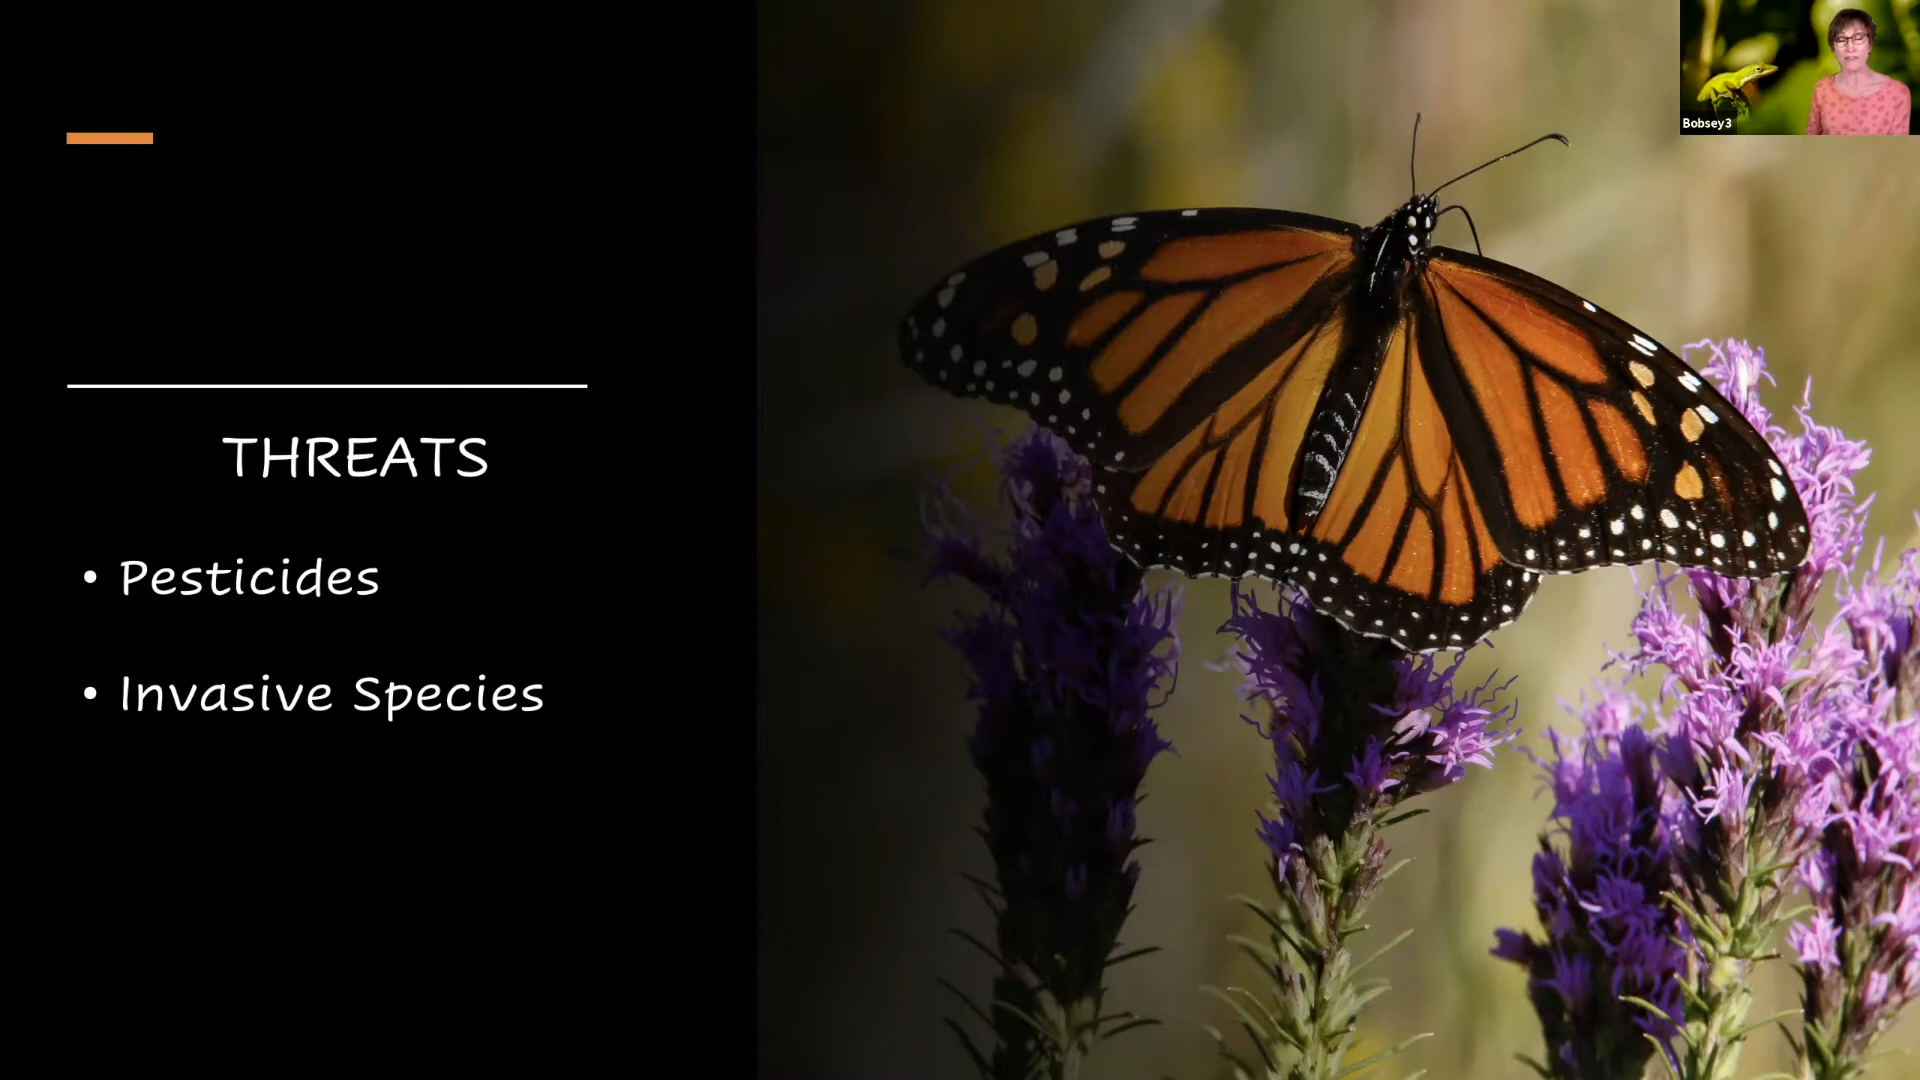 Bobsey3
THREATS
• Pesticides
• Invasive Species